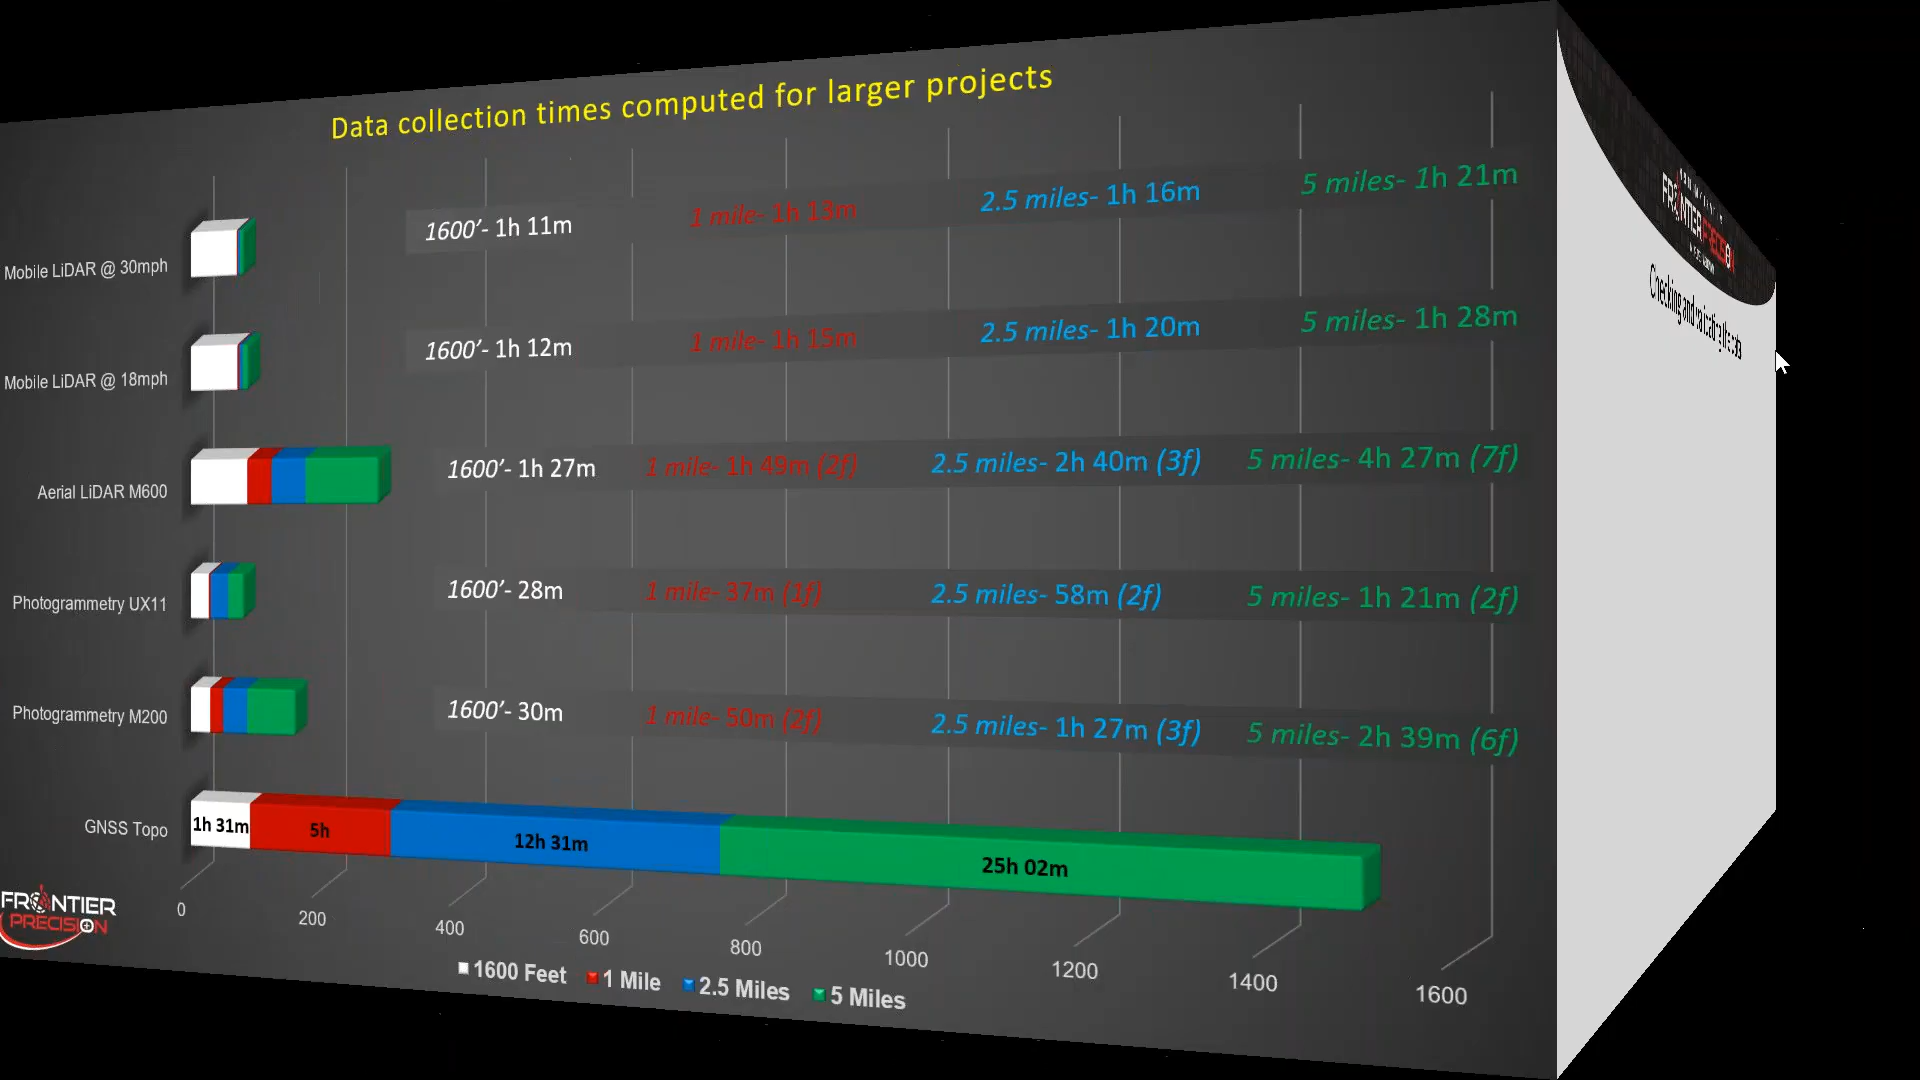 Data collection times computed for larger projects
Mobile LiDAR @ 30mph
1600’- 1h 11m
1 mile- 1h 13m
2.5 miles- 1h 16m
5 miles- 1h 21m
Mobile LiDAR @ 18mph
1600’- 1h 12m
1 mile- 1h 15m
2.5 miles- 1h 20m
5 miles- 1h 28m
Aerial LiDAR M600
1600’- 1h 27m
1 mile- 1h 49m (2f)
2.5 miles- 2h 40m (3f)
5 miles- 4h 27m (7f)
Photogrammetry UX11
1600’- 28m
1 mile- 37m (1f)
2.5 miles- 58m (2f)
5 miles- 1h 21m (2f)
Photogrammetry M200
1600’- 30m
1 mile- 50m (2f)
2.5 miles- 1h 27m (3f)
5 miles- 2h 39m (6f)
GNSS Topo
1h 31m
5h
12h 31m
25h 02m
0
200
400
600
800
1000
1200
1400
1600
1600 Feet
1 Mile
2.5 Miles
5 Miles
FRONTIER
PRECISION
FRONTIER PRECISION
Checking and validating the data